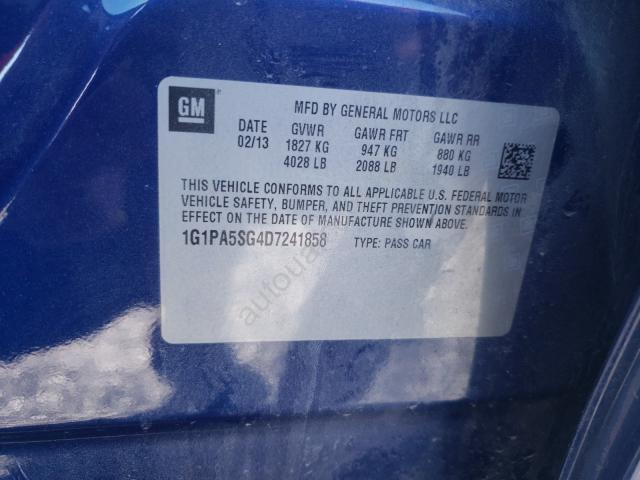 GM
MFD BY GENERAL MOTORS LLC
DATE GVWR GAWR FRT GAWR RR
02/13 1827 KG 947 KG 880 KG
4028 LB 2088 LB 1940 LB
THIS VEHICLE CONFORMS TO ALL APPLICABLE U.S. FEDERAL MOTOR
VEHICLE SAFETY, BUMPER, AND THEFT PREVENTION STANDARDS IN
EFFECT ON THE DATE OF MANUFACTURE SHOWN ABOVE.
1G1PA5SG4D7241858 TYPE: PASS CAR